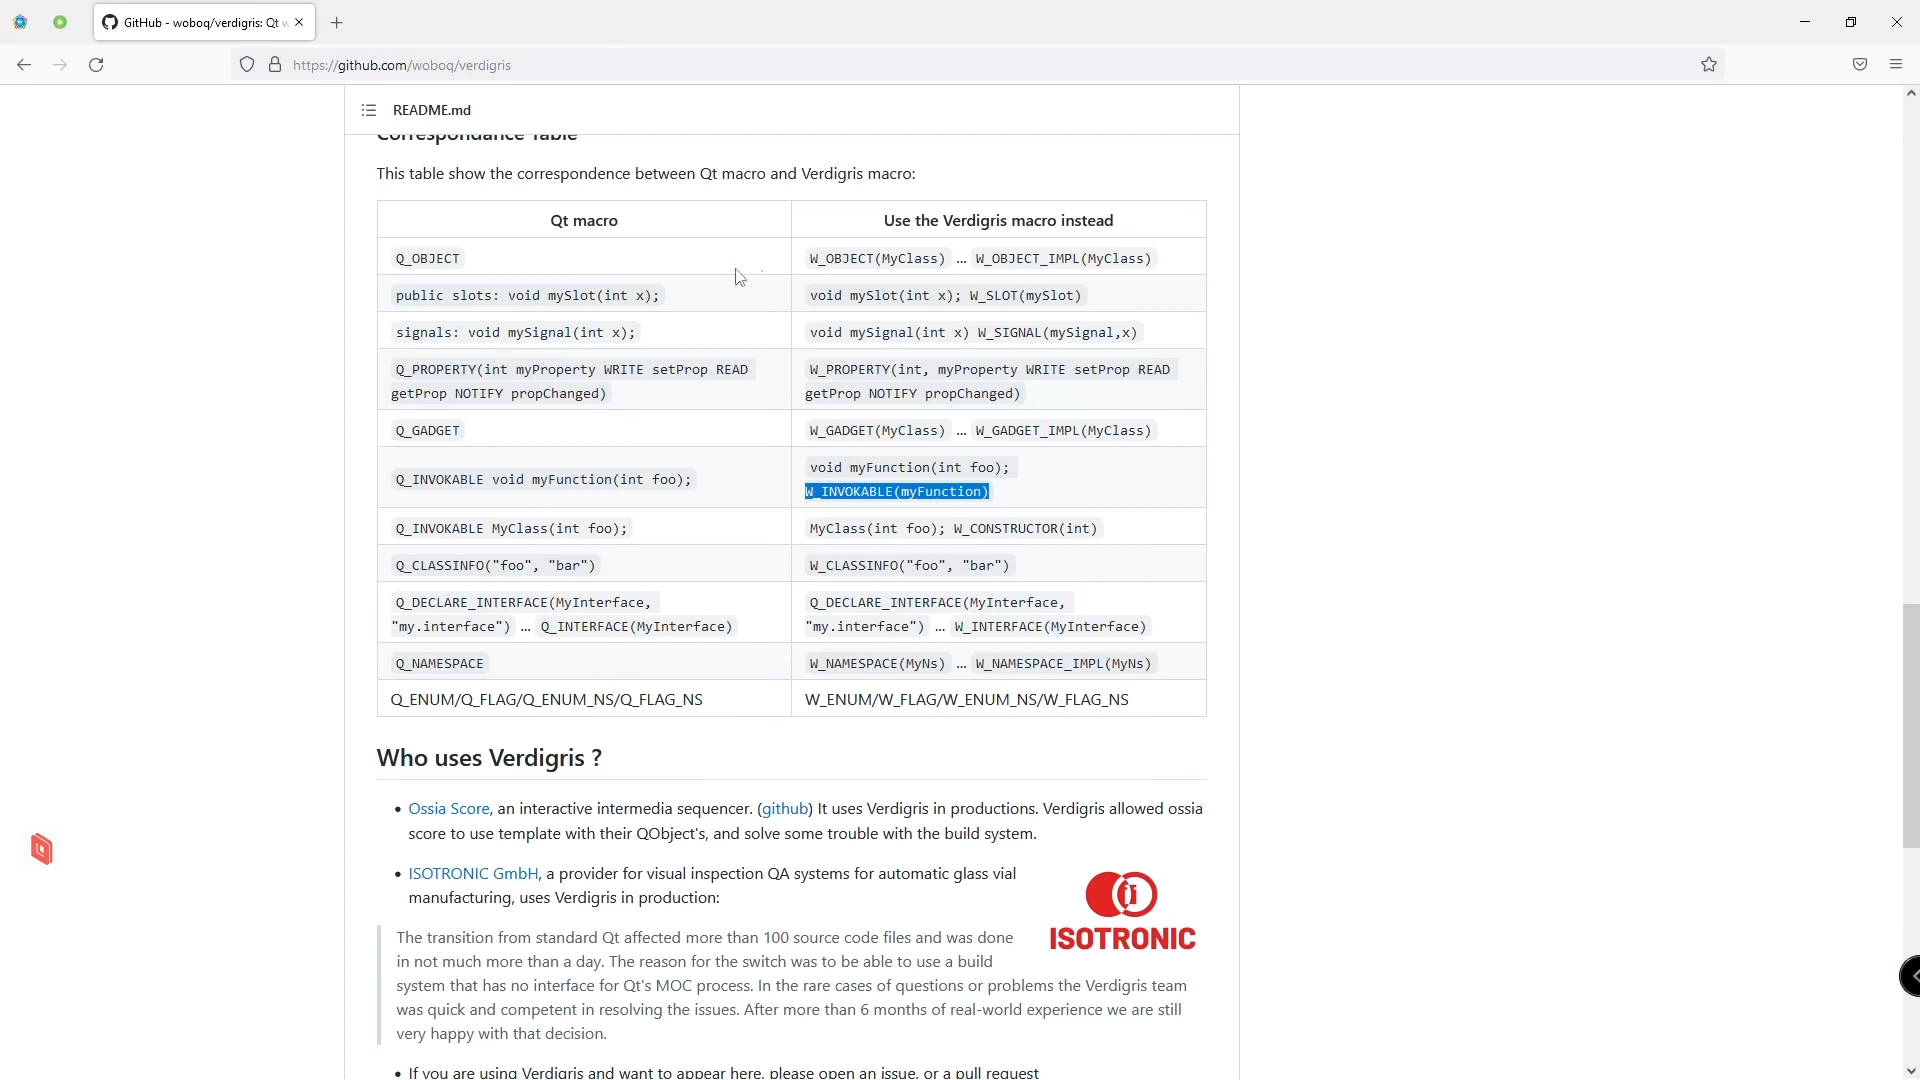 GitHub - woboq/verdigris: Qt w
https://github.com/woboq/verdigris
README.md
Correspondance Table
This table show the correspondence between Qt macro and Verdigris macro:
Qt macro
Use the Verdigris macro instead
Q_OBJECT
W_OBJECT(MyClass) … W_OBJECT_IMPL(MyClass)
public slots: void mySlot(int x);
void mySlot(int x); W_SLOT(mySlot)
signals: void mySignal(int x);
void mySignal(int x) W_SIGNAL(mySignal,x)
Q_PROPERTY(int myProperty WRITE setProp READ
getProp NOTIFY propChanged)
W_PROPERTY(int, myProperty WRITE setProp READ
getProp NOTIFY propChanged)
Q_GADGET
W_GADGET(MyClass) … W_GADGET_IMPL(MyClass)
Q_INVOKABLE void myFunction(int foo);
void myFunction(int foo);
W_INVOKABLE(myFunction)
Q_INVOKABLE MyClass(int foo);
MyClass(int foo); W_CONSTRUCTOR(int)
Q_CLASSINFO("foo", "bar")
W_CLASSINFO("foo", "bar")
Q_DECLARE_INTERFACE(MyInterface,
"my.interface") … Q_INTERFACE(MyInterface)
Q_DECLARE_INTERFACE(MyInterface,
"my.interface") … W_INTERFACE(MyInterface)
Q_NAMESPACE
W_NAMESPACE(MyNs) … W_NAMESPACE_IMPL(MyNs)
Q_ENUM/Q_FLAG/Q_ENUM_NS/Q_FLAG_NS
W_ENUM/W_FLAG/W_ENUM_NS/W_FLAG_NS
Who uses Verdigris ?
• Ossia Score, an interactive intermedia sequencer. (github) It uses Verdigris in productions. Verdigris allowed ossia
score to use template with their QObject's, and solve some trouble with the build system.
• ISOTRONIC GmbH, a provider for visual inspection QA systems for automatic glass vial
manufacturing, uses Verdigris in production:
ISOTRONIC
The transition from standard Qt affected more than 100 source code files and was done
in not much more than a day. The reason for the switch was to be able to use a build
system that has no interface for Qt's MOC process. In the rare cases of questions or problems the Verdigris team
was quick and competent in resolving the issues. After more than 6 months of real-world experience we are still
very happy with that decision.
• If you are using Verdigris and want to appear here, please open an issue, or a pull request